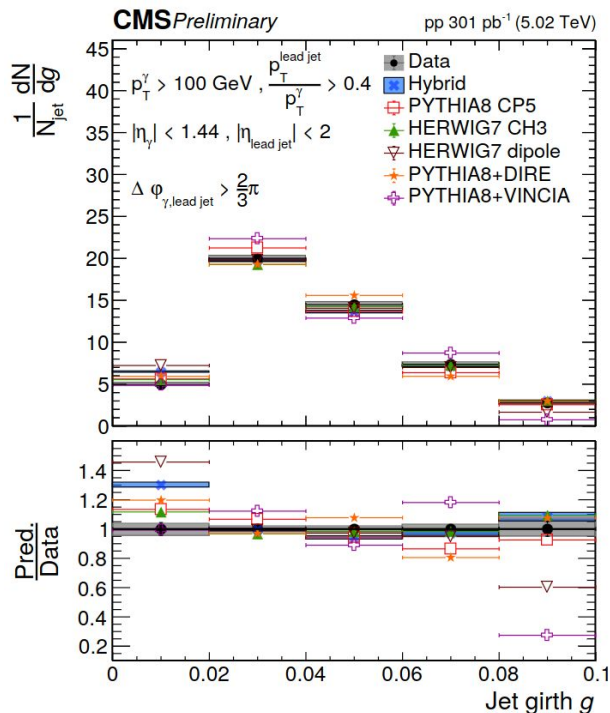 CMS Preliminary pp 301 pb⁻¹ (5.02 TeV)
1/N_jet dN/dg
45
40
35
30
25
20
15
10
5
0
p_T^γ > 100 GeV , p_T^lead jet / p_T^γ > 0.4
|η_γ| < 1.44 , |η_lead jet| < 2
Δ φ_γ,lead jet > 2/3 π
Data
Hybrid
PYTHIA8 CP5
HERWIG7 CH3
HERWIG7 dipole
PYTHIA8+DIRE
PYTHIA8+VINCIA
Pred.
Data
1.4
1.2
1.0
0.8
0.6
0.4
0.2
0 0.02 0.04 0.06 0.08 0.1
Jet girth g